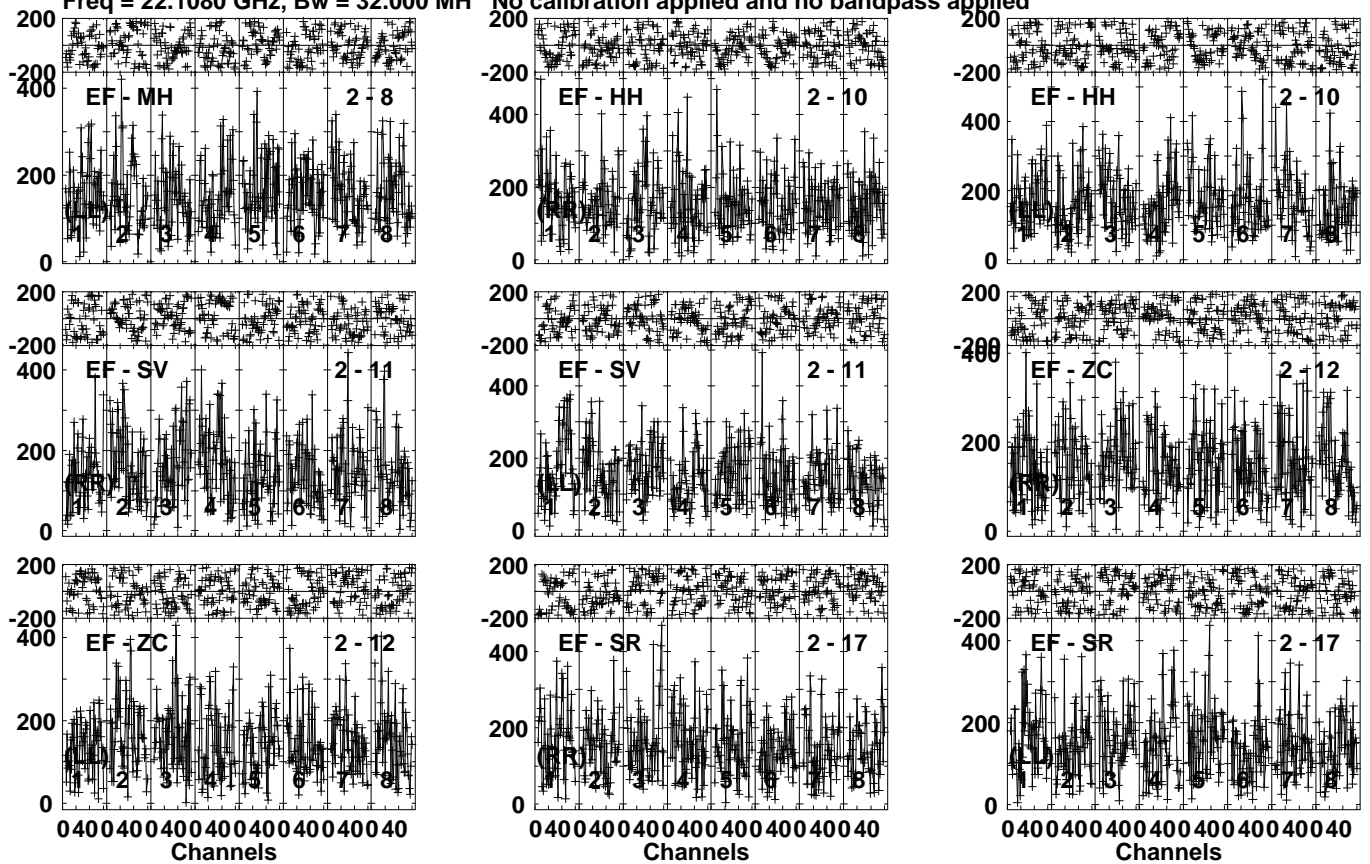 Freq = 22.1080 GHz, Bw = 32.000 MH No calibration applied and no bandpass applied
200 200 200
-200 -200 -200
400 EF - MH 2 - 8 400 EF - HH 2 - 10 400 EF - HH 2 - 10
200 200 200
(LL) (RR) (LL)
1 2 3 4 5 6 7 8 1 2 3 4 5 6 7 8 1 2 3 4 5 6 7 8
0 0 0
200 200 200
-200 -200 -200
400 EF - SV 2 - 11 400 EF - SV 2 - 11 400 EF - ZC 2 - 12
200 200 200
(RR) (LL) (RR)
1 2 3 4 5 6 7 8 1 2 3 4 5 6 7 8 1 2 3 4 5 6 7 8
0 0 0
200 200 200
-200 -200 -200
400 EF - ZC 2 - 12 400 EF - SR 2 - 17 400 EF - SR 2 - 17
200 200 200
(LL) (RR) (LL)
1 2 3 4 5 6 7 8 1 2 3 4 5 6 7 8 1 2 3 4 5 6 7 8
0 0 0
0 40 0 40 0 40 0 40 0 40 0 40 0 40 0 40 0 40 0 40 0 40 0 40 0 40 0 40 0 40 0 40 0 40 0 40 0 40 0 40 0 40 0 40 0 40 0 40
Channels Channels Channels